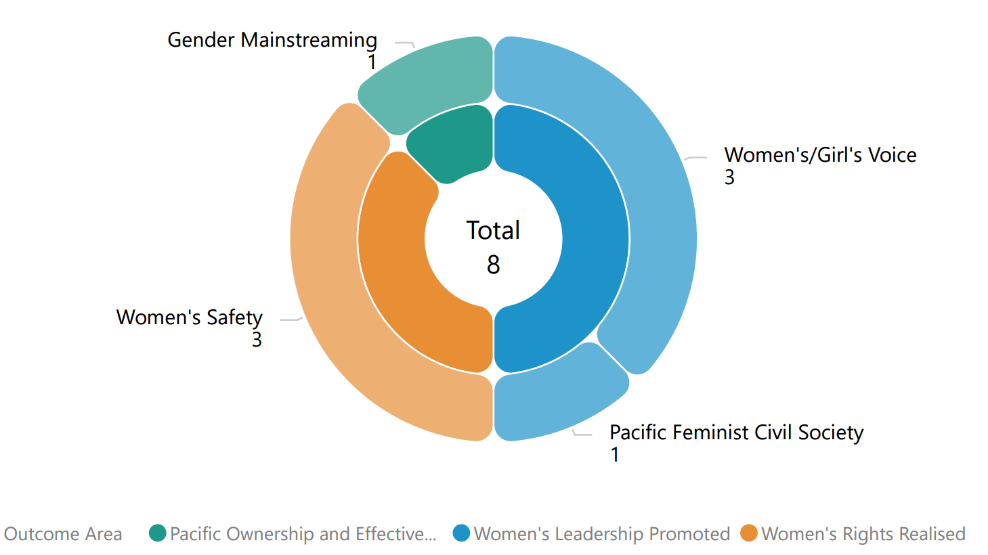 Gender Mainstreaming
1
Women's/Girl's Voice
3
Total
8
Women's Safety
3
Pacific Feminist Civil Society
1
Outcome Area Pacific Ownership and Effective... Women's Leadership Promoted Women's Rights Realised